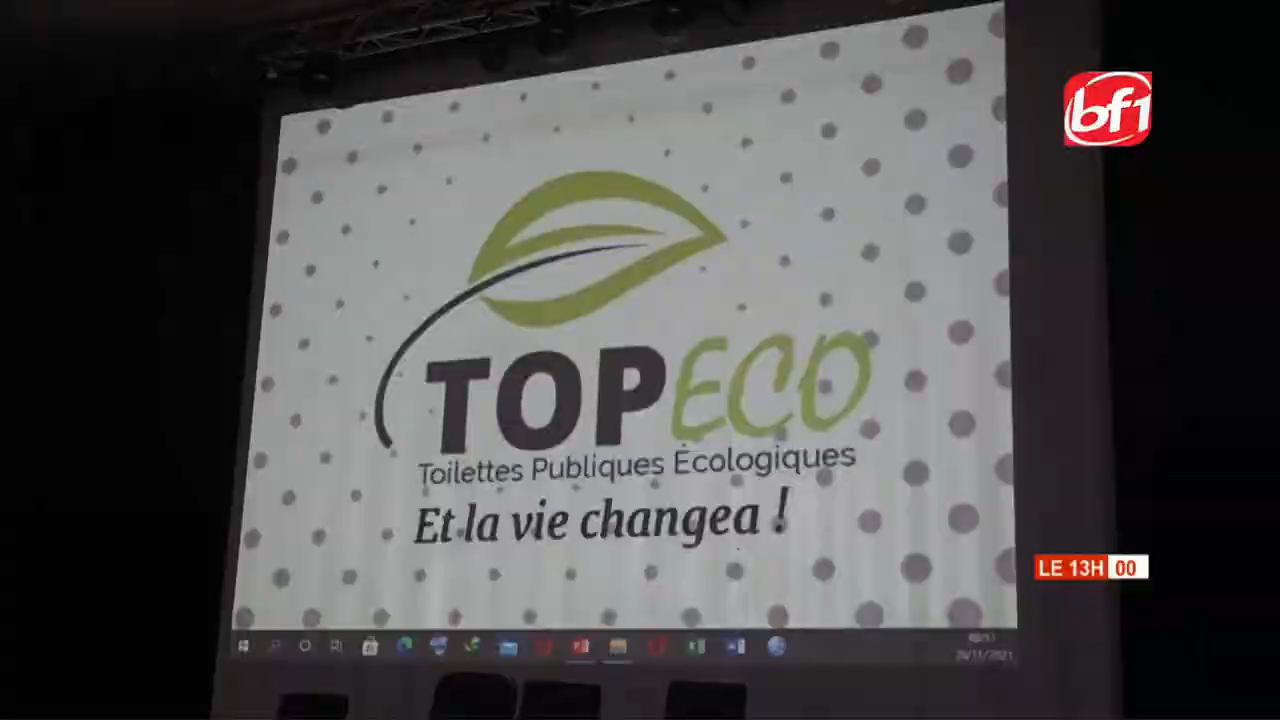 bf1
TOPECO
Toilettes Publiques Écologiques
Et la vie changea !
LE 13H 00